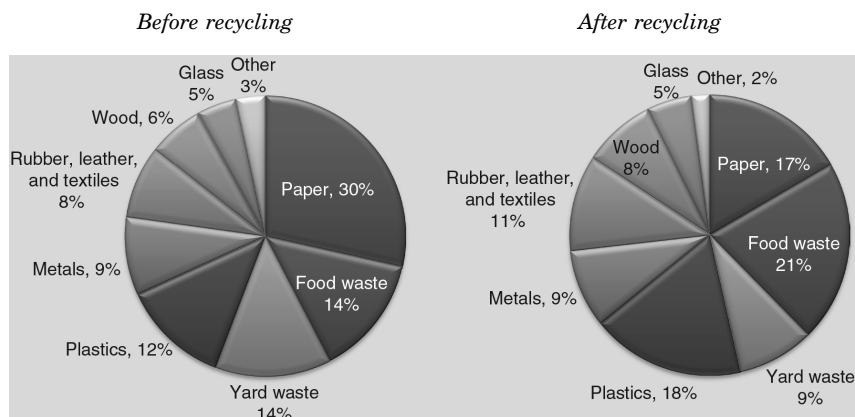 Before recycling
Other
3%
Glass
5%
Wood, 6%
Rubber, leather,
and textiles
8%
Metals, 9%
Plastics, 12%
Yard waste
14%
Food waste
14%
Paper, 30%
After recycling
Glass
5%
Other, 2%
Wood
8%
Paper, 17%
Rubber, leather,
and textiles
11%
Food waste
21%
Metals, 9%
Plastics, 18%
Yard waste
9%